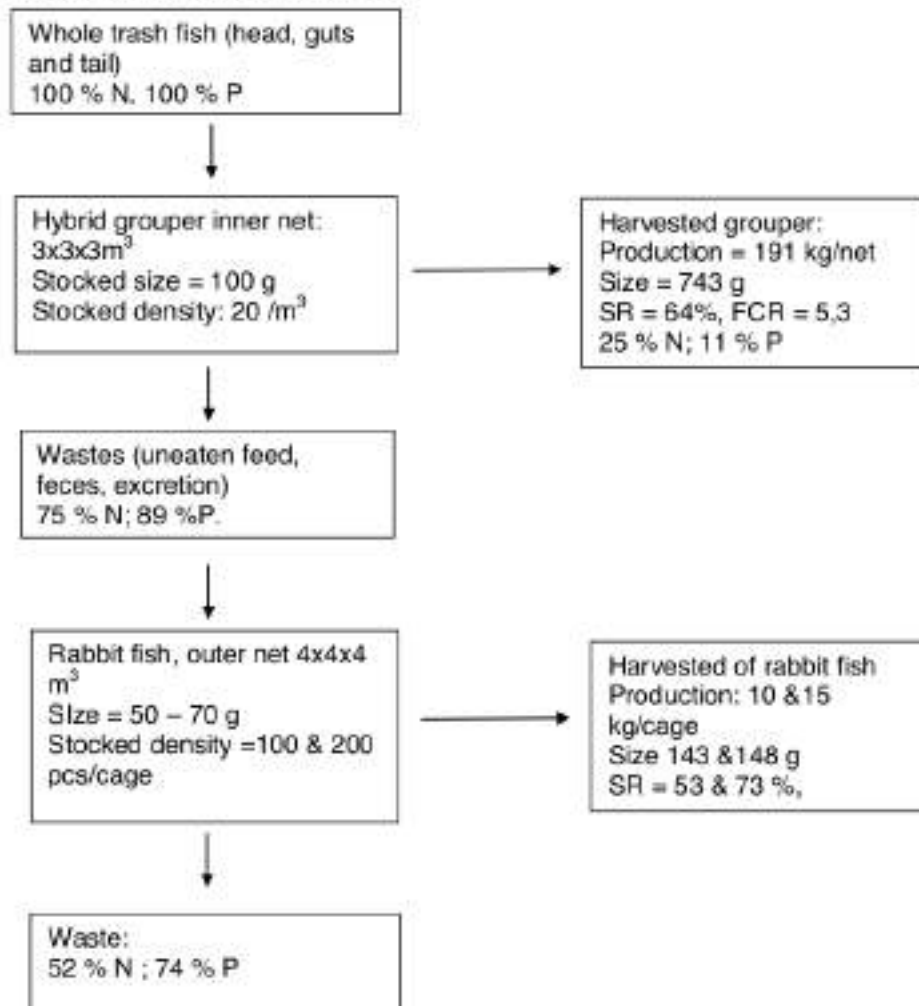 Whole trash fish (head, guts
and tail)
100 % N. 100 % P
Hybrid grouper inner net:
3x3x3m³
Stocked size = 100 g
Stocked density: 20 /m³
Harvested grouper:
Production = 191 kg/net
Size = 743 g
SR = 64%, FCR = 5,3
25 % N; 11 % P
Wastes (uneaten feed,
feces, excretion)
75 % N; 89 %P.
Rabbit fish, outer net 4x4x4
m³
SIze = 50 – 70 g
Stocked density =100 & 200
pcs/cage
Harvested of rabbit fish
Production: 10 &15
kg/cage
Size 143 &148 g
SR = 53 & 73 %,
Waste:
52 % N ; 74 % P